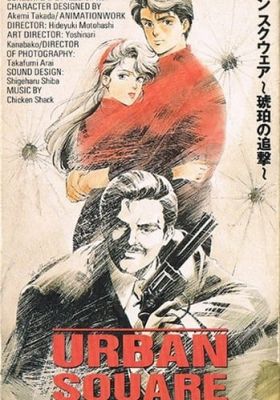 CHARACTER DESIGNED BY
Akemi Takada/ANIMATIONWORK
DIRECTOR: Hideyuki Motohashi
ART DIRECTOR: Yoshinari
Kanabako/DIRECTOR
OF PHOTOGRAPHY:
Takafumi Arai
SOUND DESIGN:
Shigeharu Shiba
MUSIC BY
Chicken Shack
ン スクウェア 〜琥珀の追撃〜
URBAN
SQUARE